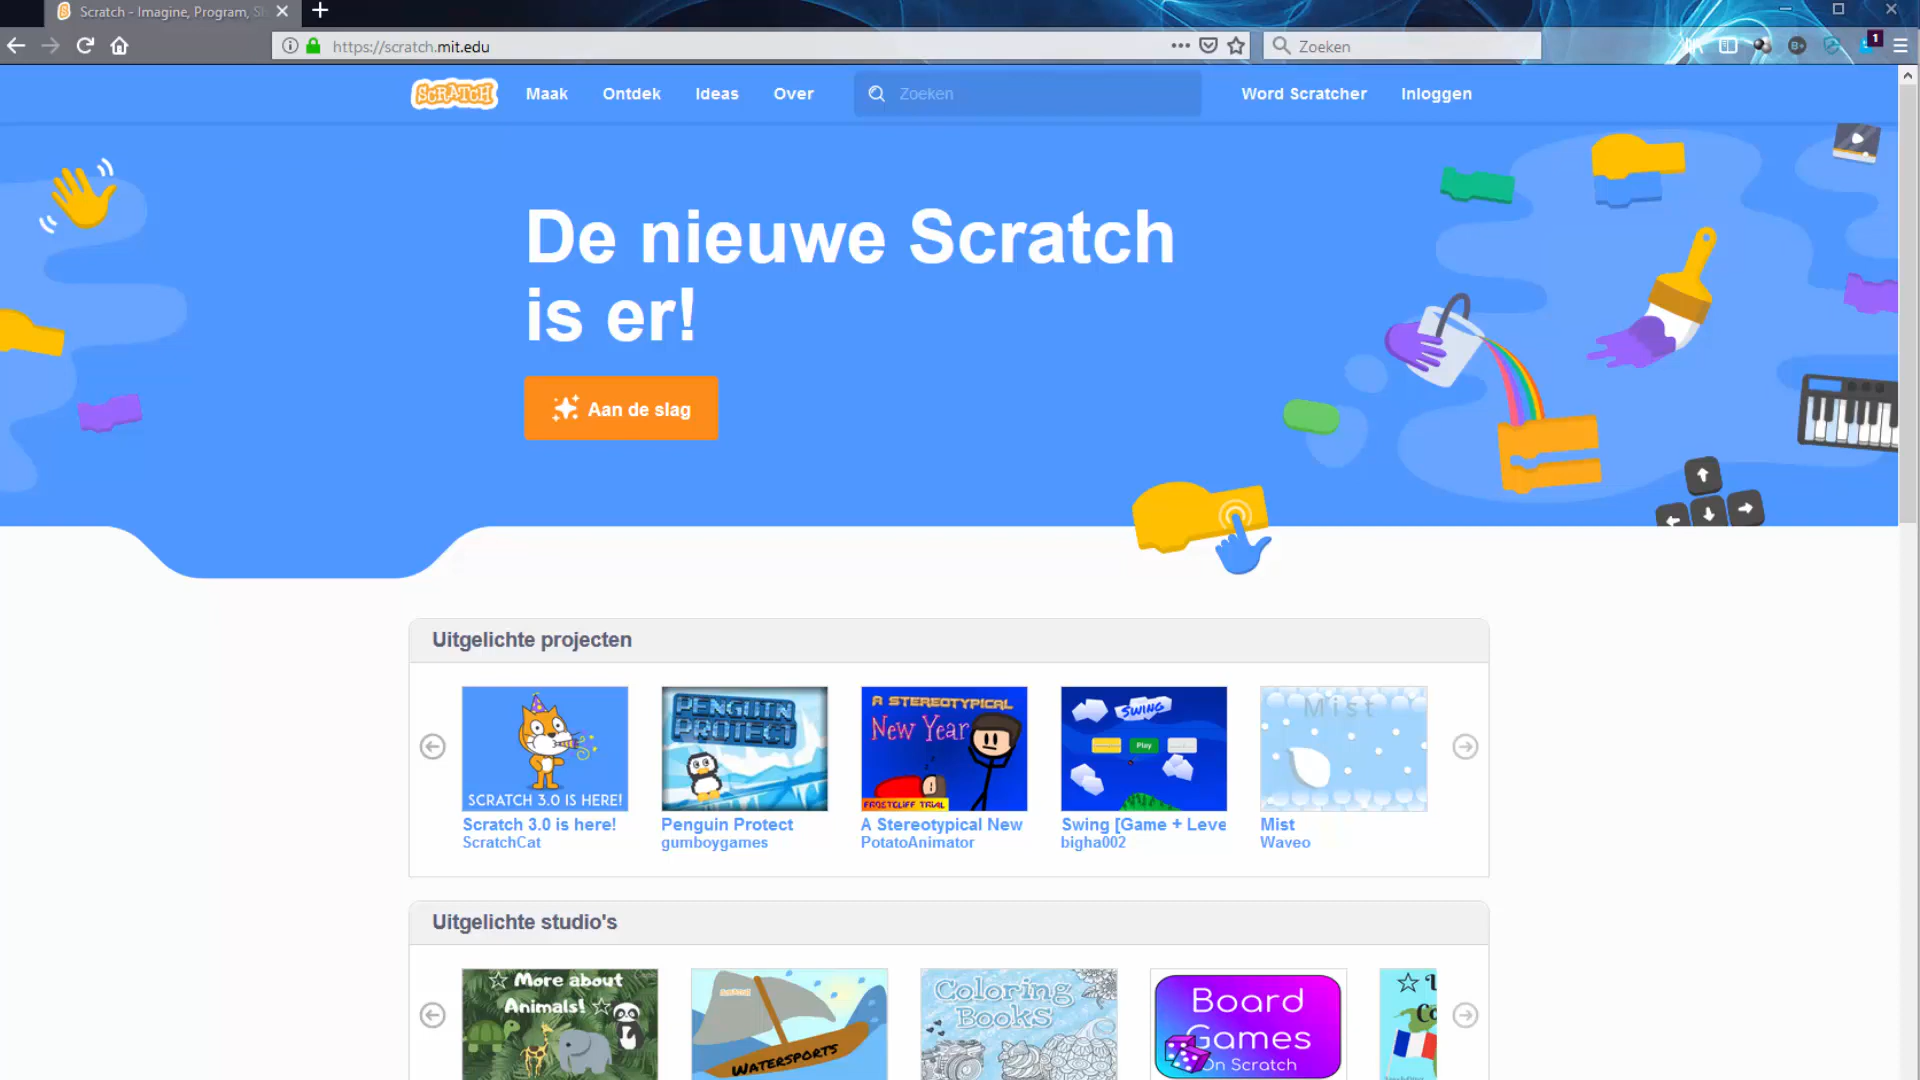 Scratch - Imagine, Program, S
https://scratch.mit.edu
Zoeken
1
SCRATCH
Maak
Ontdek
Ideas
Over
Zoeken
Word Scratcher
Inloggen
De nieuwe Scratch
is er!
Aan de slag
Uitgelichte projecten
PENGUIN
PROTECT
A STEREOTYPICAL
New Year
FROSTCLIFF TRIAL
SWING
Play
Mist
SCRATCH 3.0 IS HERE!
Scratch 3.0 is here!
ScratchCat
Penguin Protect
gumboygames
A Stereotypical New
PotatoAnimator
Swing [Game + Leve
bigha002
Mist
Waveo
Uitgelichte studio's
More about
Animals!
SCRATCH
WATERSPORTS
Coloring
Books
Board
Games
On Scratch
Co